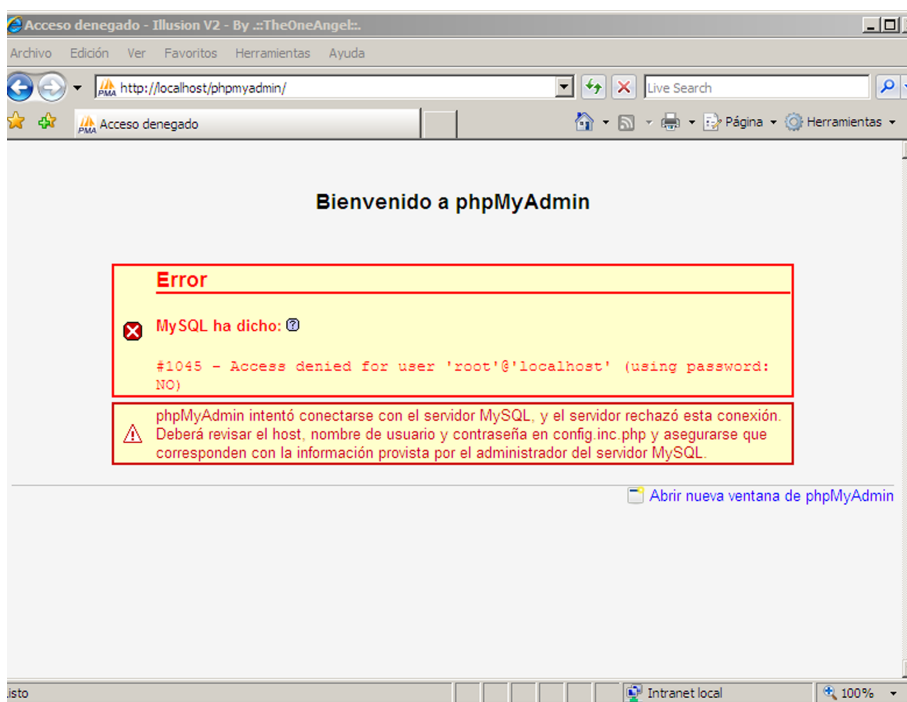 Acceso denegado - Illusion V2 - By .::TheOneAngel::.
Archivo Edición Ver Favoritos Herramientas Ayuda
PMA http://localhost/phpmyadmin/ Live Search
PMA Acceso denegado Página Herramientas
Bienvenido a phpMyAdmin
Error
MySQL ha dicho:
#1045 - Access denied for user 'root'@'localhost' (using password:
NO)
phpMyAdmin intentó conectarse con el servidor MySQL, y el servidor rechazó esta conexión.
Deberá revisar el host, nombre de usuario y contraseña en config.inc.php y asegurarse que
corresponden con la información provista por el administrador del servidor MySQL.
Abrir nueva ventana de phpMyAdmin
isto Intranet local 100%